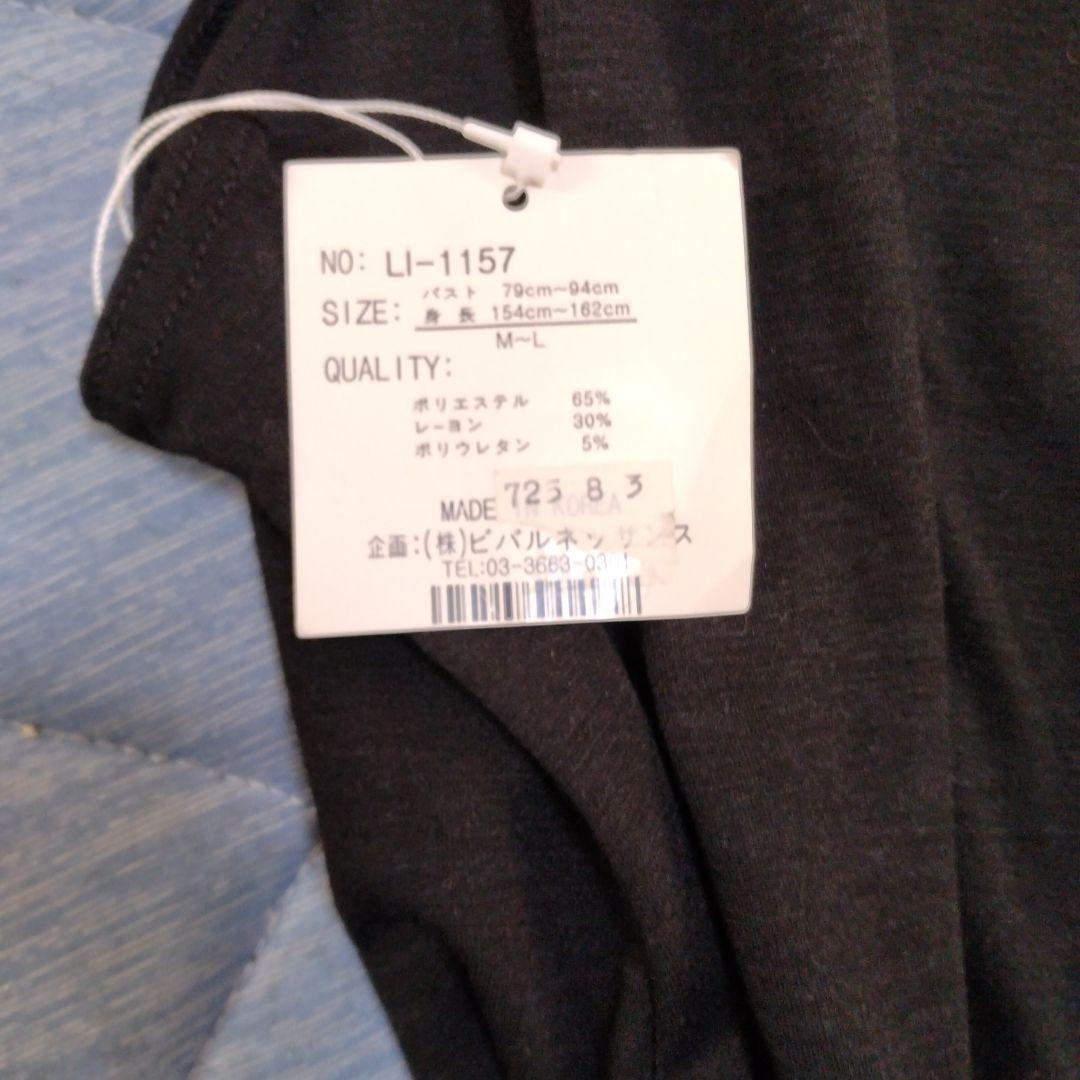 NO: LI-1157
SIZE: バスト 79cm~94cm
身長 154cm~162cm
M~L
QUALITY:
ポリエステル 65%
レーヨン 30%
ポリウレタン 5%
725 8 3
MADE IN KOREA
企画:(株)ビバルネッサンス
TEL:03-3663-03